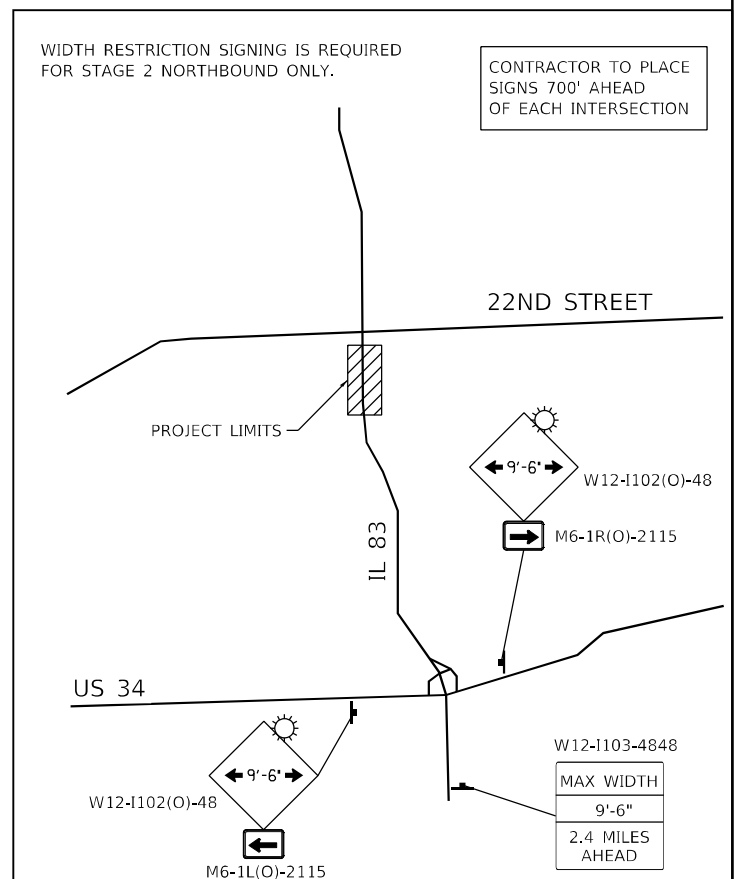 WIDTH RESTRICTION SIGNING IS REQUIRED
FOR STAGE 2 NORTHBOUND ONLY.
CONTRACTOR TO PLACE
SIGNS 700' AHEAD
OF EACH INTERSECTION
22ND STREET
PROJECT LIMITS
9'-6"
W12-I102(O)-48
M6-1R(O)-2115
IL 83
US 34
9'-6"
W12-I102(O)-48
M6-1L(O)-2115
W12-I103-4848
MAX WIDTH
9'-6"
2.4 MILES
AHEAD